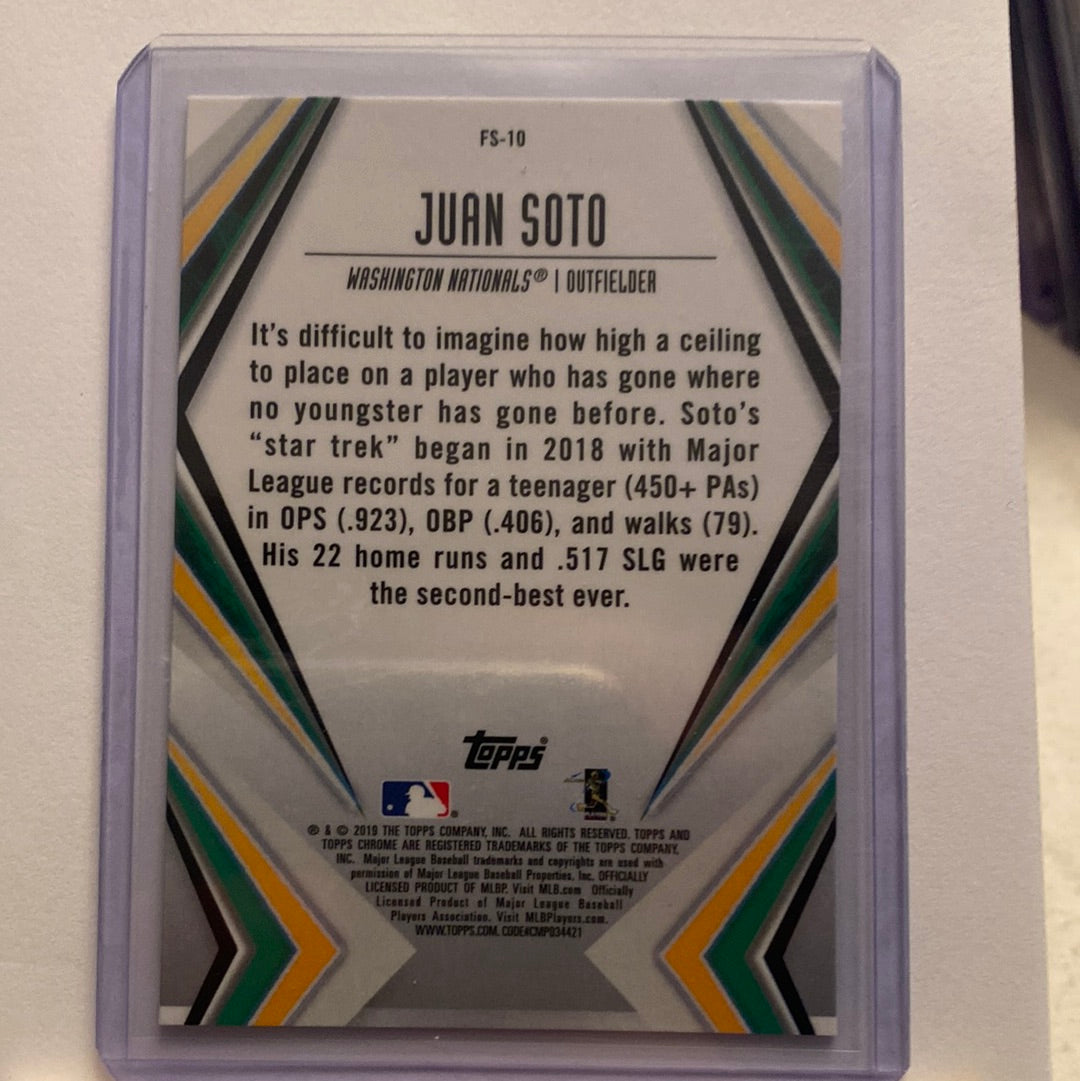 FS-10
JUAN SOTO
WASHINGTON NATIONALS® | OUTFIELDER
It's difficult to imagine how high a ceiling
to place on a player who has gone where
no youngster has gone before. Soto's
“star trek” began in 2018 with Major
League records for a teenager (450+ PAs)
in OPS (.923), OBP (.406), and walks (79).
His 22 home runs and .517 SLG were
the second-best ever.
topps®
® & © 2019 THE TOPPS COMPANY, INC. ALL RIGHTS RESERVED. TOPPS AND
TOPPS CHROME ARE REGISTERED TRADEMARKS OF THE TOPPS COMPANY,
INC. Major League Baseball trademarks and copyrights are used with
permission of Major League Baseball Properties, Inc. OFFICIALLY
LICENSED PRODUCT OF MLBP. Visit MLB.com Officially
Licensed Product of Major League Baseball
Players Association. Visit MLBPlayers.com.
WWW.TOPPS.COM. CODE#CMP034421